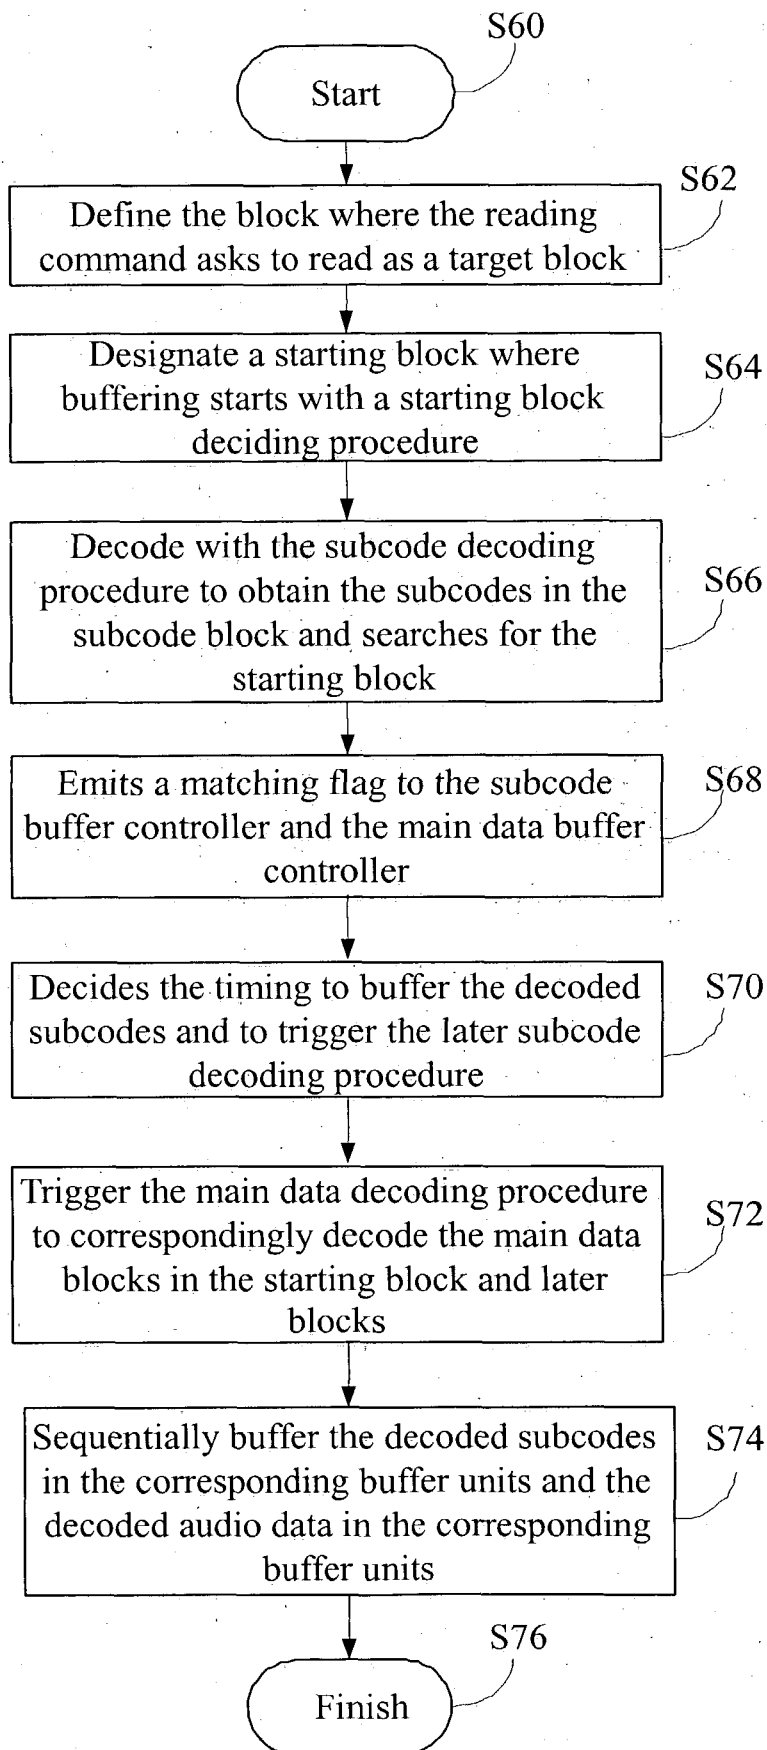 S60
Start
S62
Define the block where the reading
command asks to read as a target block
S64
Designate a starting block where
buffering starts with a starting block
deciding procedure
S66
Decode with the subcode decoding
procedure to obtain the subcodes in the
subcode block and searches for the
starting block
S68
Emits a matching flag to the subcode
buffer controller and the main data buffer
controller
S70
Decides the timing to buffer the decoded
subcodes and to trigger the later subcode
decoding procedure
S72
Trigger the main data decoding procedure
to correspondingly decode the main data
blocks in the starting block and later
blocks
S74
Sequentially buffer the decoded subcodes
in the corresponding buffer units and the
decoded audio data in the corresponding
buffer units
S76
Finish